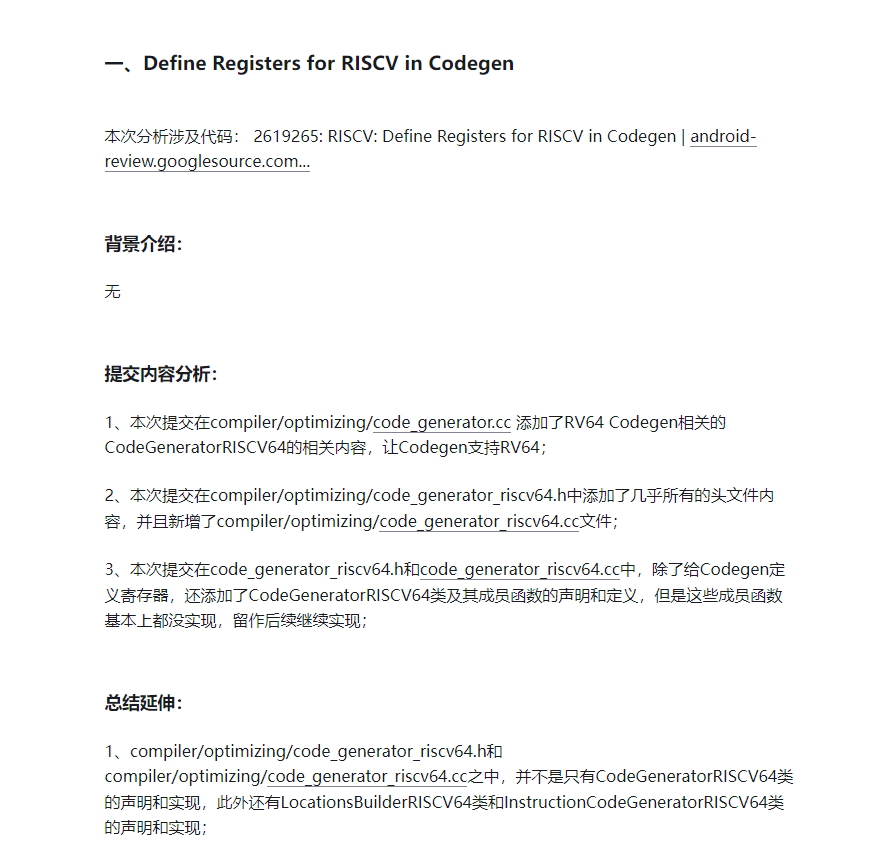 一、Define Registers for RISCV in Codegen
本次分析涉及代码： 2619265: RISCV: Define Registers for RISCV in Codegen | android-
review.googlesource.com...
背景介绍：
无
提交内容分析：
1、本次提交在compiler/optimizing/code_generator.cc 添加了RV64 Codegen相关的
CodeGeneratorRISCV64的相关内容，让Codegen支持RV64；
2、本次提交在compiler/optimizing/code_generator_riscv64.h中添加了几乎所有的头文件内
容，并且新增了compiler/optimizing/code_generator_riscv64.cc文件；
3、本次提交在code_generator_riscv64.h和code_generator_riscv64.cc中，除了给Codegen定
义寄存器，还添加了CodeGeneratorRISCV64类及其成员函数的声明和定义，但是这些成员函数
基本上都没实现，留作后续继续实现；
总结延伸：
1、compiler/optimizing/code_generator_riscv64.h和
compiler/optimizing/code_generator_riscv64.cc之中，并不是只有CodeGeneratorRISCV64类
的声明和实现，此外还有LocationsBuilderRISCV64类和InstructionCodeGeneratorRISCV64类
的声明和实现；